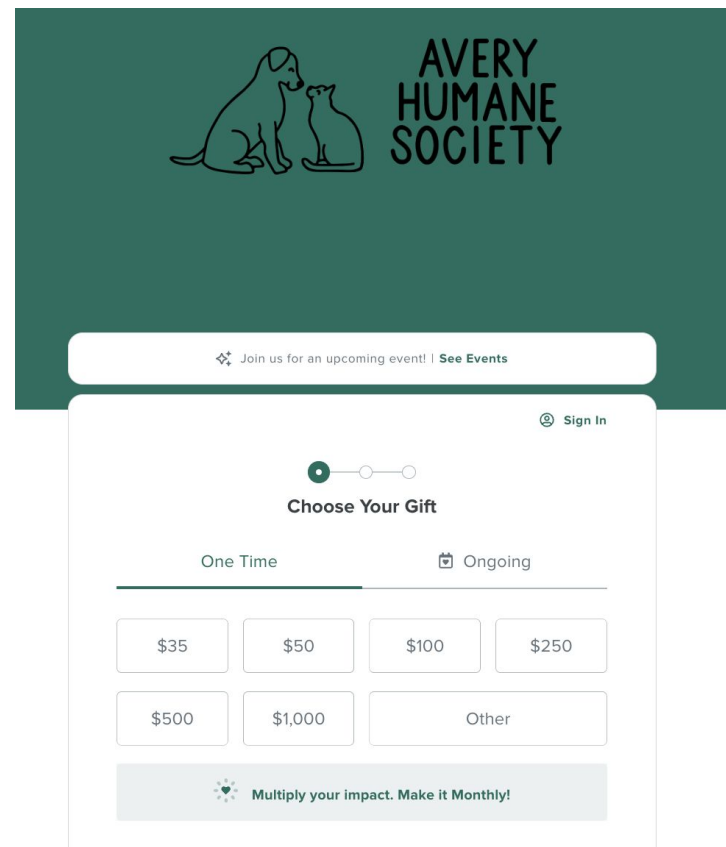 AVERY
HUMANE
SOCIETY
Join us for an upcoming event! | See Events
Sign In
Choose Your Gift
One Time
Ongoing
$35
$50
$100
$250
$500
$1,000
Other
Multiply your impact. Make it Monthly!